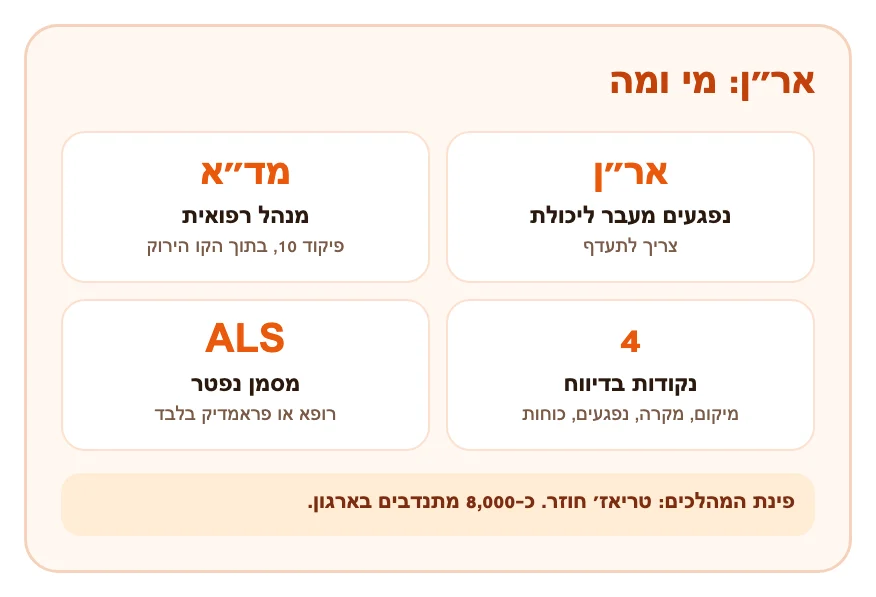 אר״ן: מי ומה
אר״ן
נפגעים מעבר ליכולת
צריך לתעדף
מד״א
מנהל רפואית
פיקוד 10, בתוך הקו הירוק
4
נקודות בדיווח
מיקום, מקרה, נפגעים, כוחות
ALS
מסמן נפטר
רופא או פראמדיק בלבד
פינת המהלכים: טריאז׳ חוזר. כ-8,000 מתנדבים בארגון.